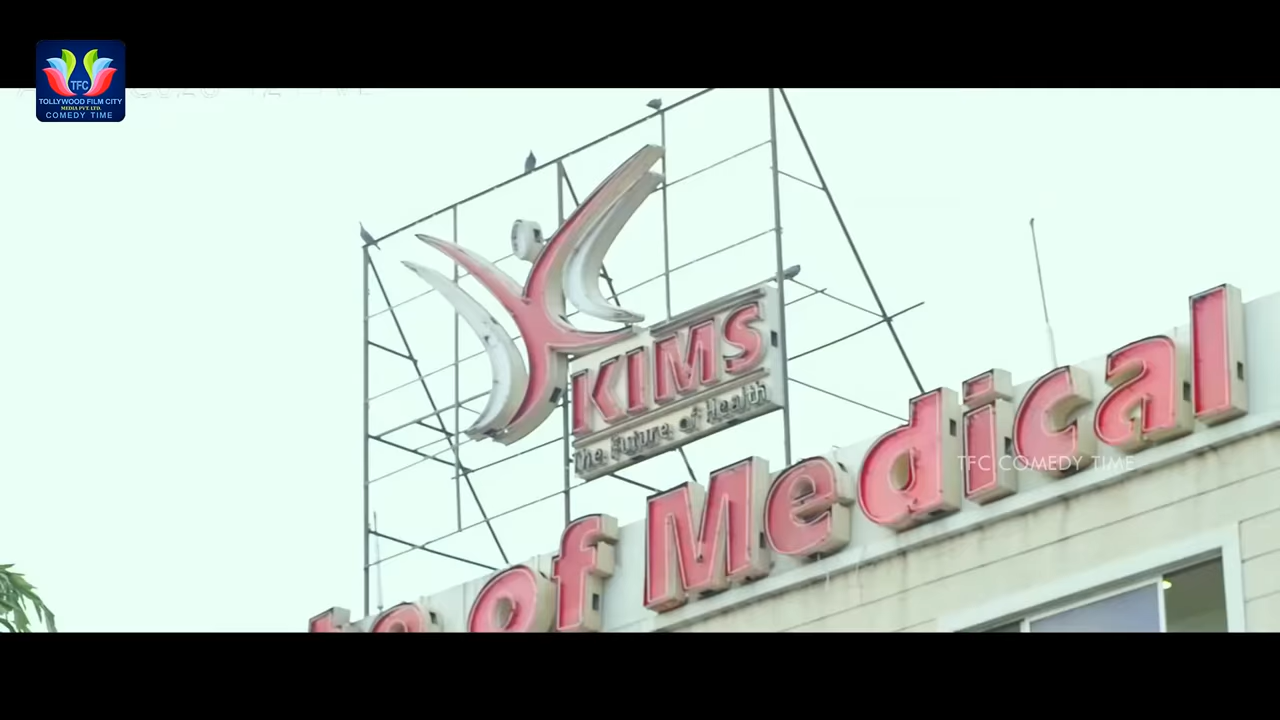 TFC
TOLLYWOOD FILM CITY
MEDIA PVT. LTD.
COMEDY TIME
KIMS
The Future of Health
of Medical
TFC COMEDY TIME